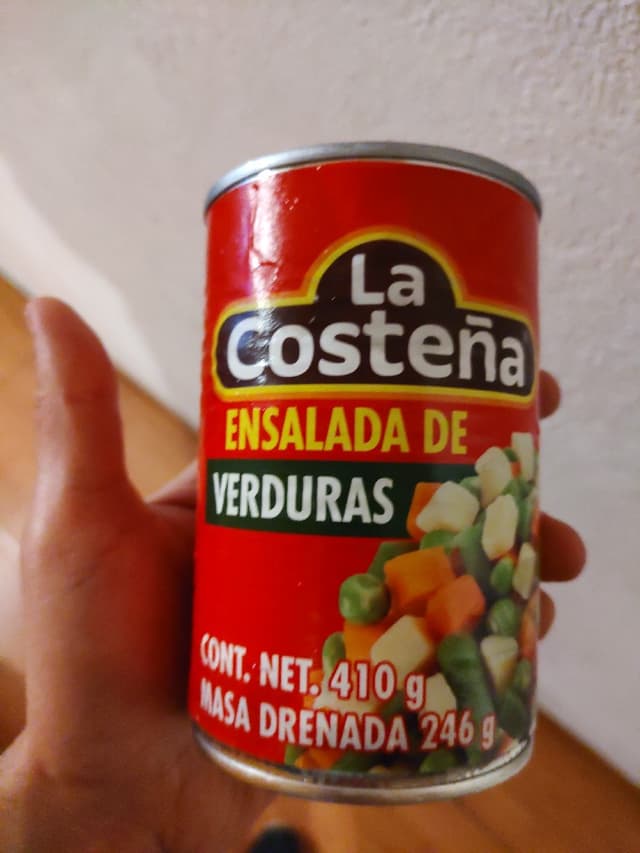 La
Costeña
ENSALADA DE
VERDURAS
CONT. NET. 410 g
MASA DRENADA 246 g